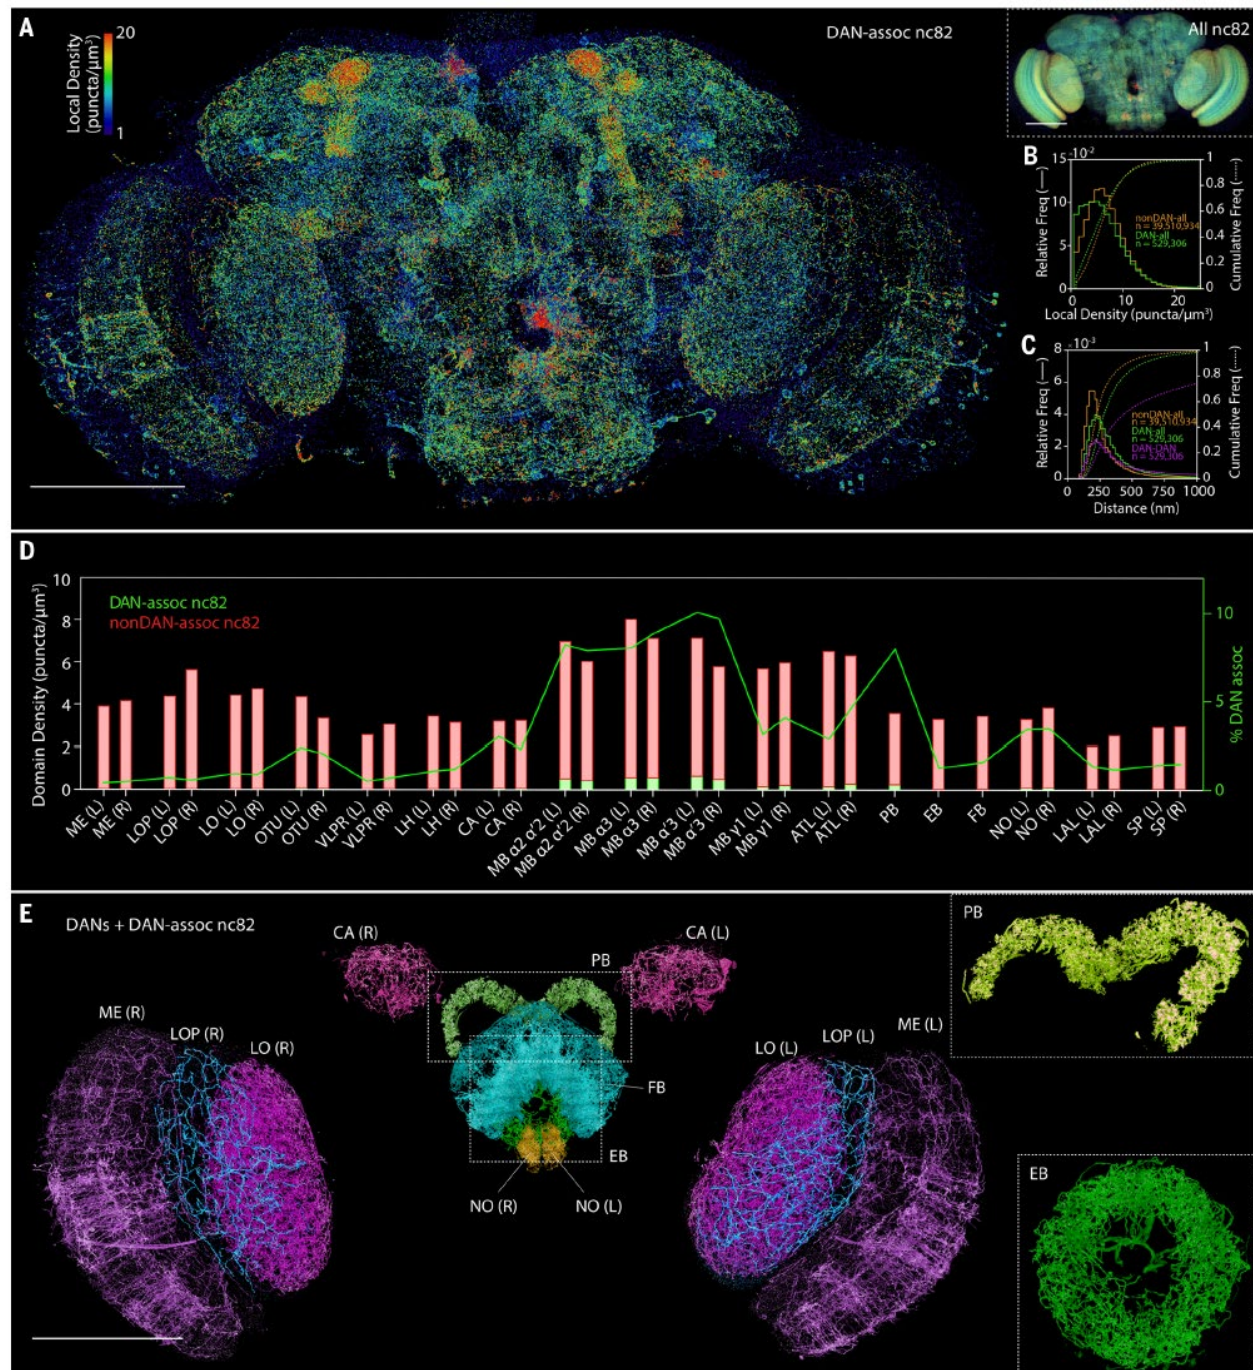 A
20
Local Density
(puncta/μm³)
1
DAN-assoc nc82
All nc82
B
15
×10⁻²
1
10
0.8
0.6
5
0.4
0.2
0
0
0
10
20
Relative Freq (—)
Cumulative Freq (.....)
nonDAN-all
n = 39,510,934
DAN-all
n = 529,306
Local Density (puncta/μm³)
C
8
×10⁻³
1
6
0.8
4
0.6
2
0.4
0.2
0
0
0
250
500
750
1000
Relative Freq (—)
Cumulative Freq (.....)
nonDAN-all
n = 39,510,934
DAN-all
n = 529,306
DAN-DAN
n = 529,306
Distance (nm)
D
Domain Density (puncta/μm³)
10
8
6
4
2
0
DAN-assoc nc82
nonDAN-assoc nc82
10
5
0
% DAN assoc
ME (L)
ME (R)
LOP (L)
LOP (R)
LO (L)
LO (R)
OTU (L)
OTU (R)
VLPR (L)
VLPR (R)
LH (L)
LH (R)
CA (L)
CA (R)
MB α2 α'2 (L)
MB α2 α'2 (R)
MB α3 (L)
MB α3 (R)
MB α'3 (L)
MB α'3 (R)
MB γ1 (L)
MB γ1 (R)
ATL (L)
ATL (R)
PB
EB
FB
NO (L)
NO (R)
LAL (L)
LAL (R)
SP (L)
SP (R)
E
DANs + DAN-assoc nc82
CA (R)
PB
CA (L)
ME (R)
LOP (R)
LO (R)
FB
EB
NO (R)
NO (L)
LO (L)
LOP (L)
ME (L)
PB
EB